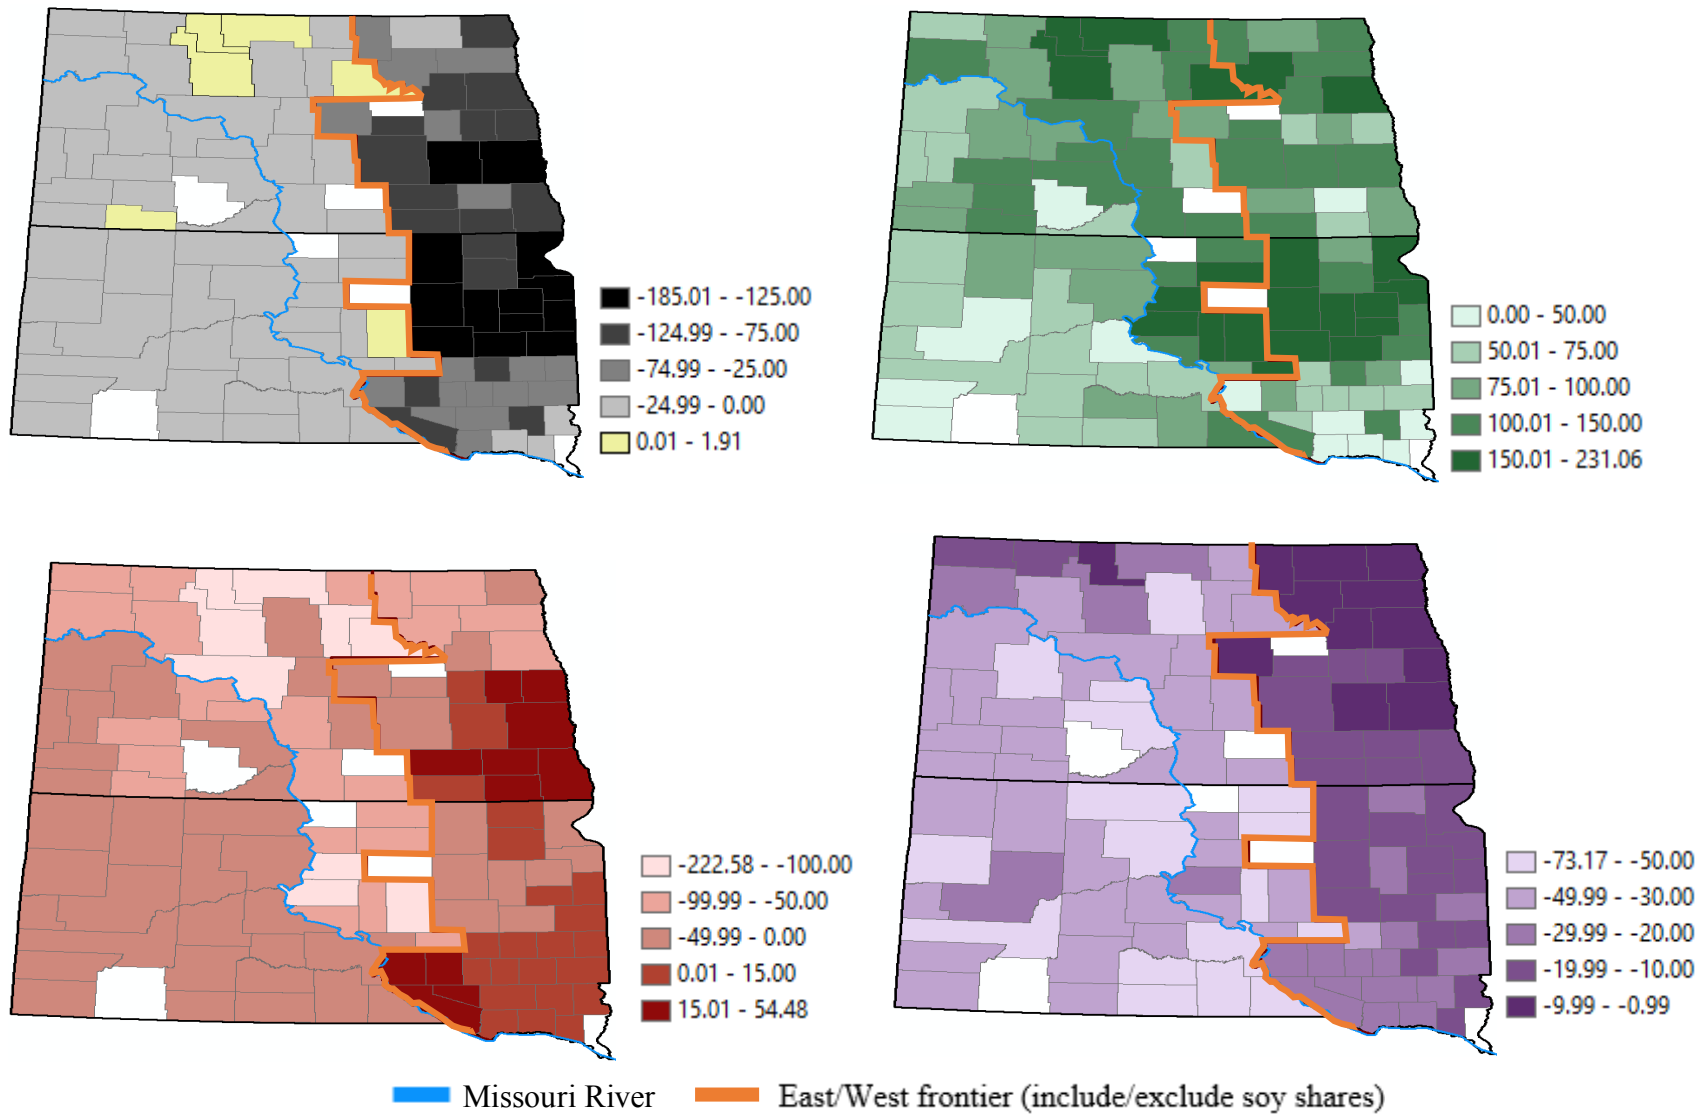 -185.01 - -125.00
-124.99 - -75.00
-74.99 - -25.00
-24.99 - 0.00
0.01 - 1.91
0.00 - 50.00
50.01 - 75.00
75.01 - 100.00
100.01 - 150.00
150.01 - 231.06
-222.58 - -100.00
-99.99 - -50.00
-49.99 - 0.00
0.01 - 15.00
15.01 - 54.48
-73.17 - -50.00
-49.99 - -30.00
-29.99 - -20.00
-19.99 - -10.00
-9.99 - -0.99
Missouri River
East/West frontier (include/exclude soy shares)